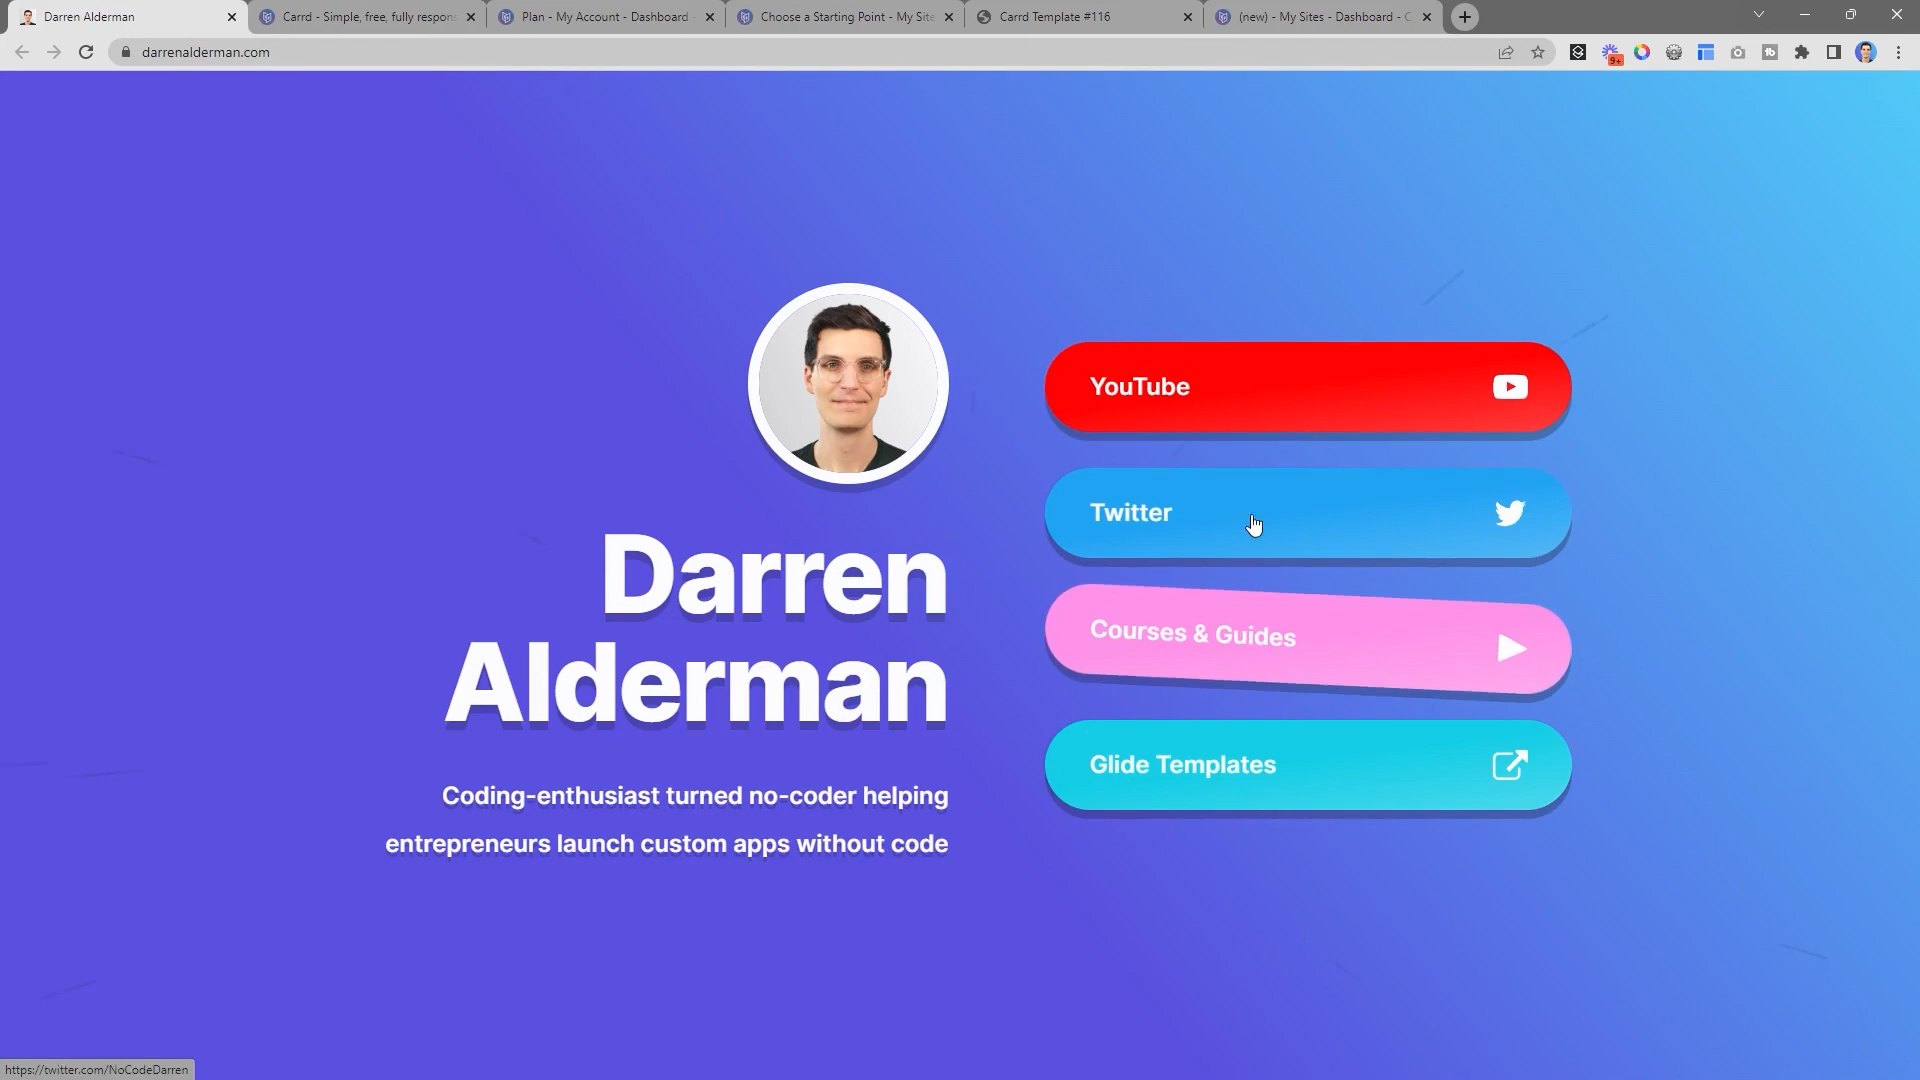 Darren Alderman
Carrd - Simple, free, fully respons
Plan - My Account - Dashboard -
Choose a Starting Point - My Site
Carrd Template #116
(new) - My Sites - Dashboard - C
darrenalderman.com
9+
YouTube
Twitter
Courses & Guides
Glide Templates
Darren
Alderman
Coding-enthusiast turned no-coder helping
entrepreneurs launch custom apps without code
https://twitter.com/NoCodeDarren